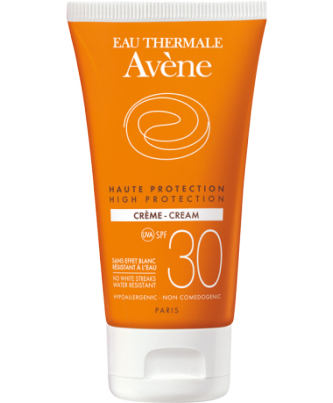 EAU THERMALE
Avène
HAUTE PROTECTION
HIGH PROTECTION
CRÈME - CREAM
UVA SPF 30
SANS EFFET BLANC
RÉSISTANT À L'EAU
NO WHITE STREAKS
WATER RESISTANT
HYPOALLERGENIC - NON COMEDOGENIC
PARIS